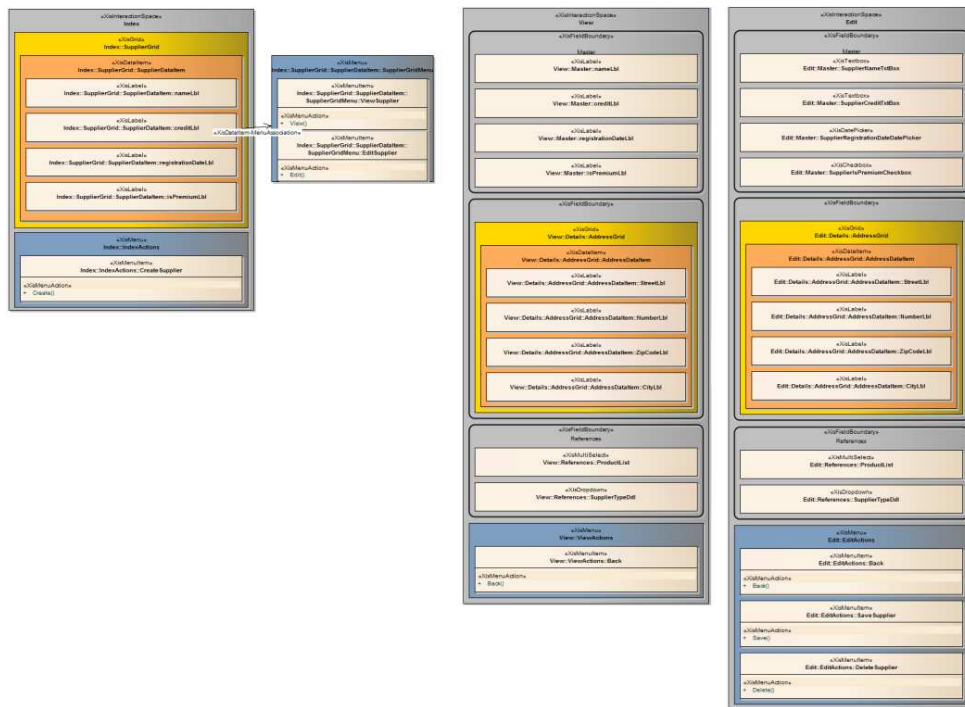 «XisInteractionSpace»
Index
«XisGrid»
Index::SupplierGrid
«XisDataItem»
Index::SupplierGrid::SupplierDataItem
«XisLabel»
Index::SupplierGrid::SupplierDataItem::nameLbl
«XisLabel»
Index::SupplierGrid::SupplierDataItem::creditLbl
«XisLabel»
Index::SupplierGrid::SupplierDataItem::registrationDateLbl
«XisLabel»
Index::SupplierGrid::SupplierDataItem::isPremiumLbl
«XisMenu»
Index::IndexActions
«XisMenuItem»
Index::IndexActions::CreateSupplier
«XisMenuAction»
+ Create()
«XisDataItem-MenuAssociation»
«XisMenu»
Index::SupplierGrid::SupplierDataItem::SupplierGridMenu
«XisMenuItem»
Index::SupplierGrid::SupplierDataItem::
SupplierGridMenu::ViewSupplier
«XisMenuAction»
+ View()
«XisMenuItem»
Index::SupplierGrid::SupplierDataItem::
SupplierGridMenu::EditSupplier
«XisMenuAction»
+ Edit()
«XisInteractionSpace»
View
«XisFieldBoundary»
Master
«XisLabel»
View::Master::nameLbl
«XisLabel»
View::Master::creditLbl
«XisLabel»
View::Master::registrationDateLbl
«XisLabel»
View::Master::isPremiumLbl
«XisFieldBoundary»
«XisGrid»
View::Details::AddressGrid
«XisDataItem»
View::Details::AddressGrid::AddressDataItem
«XisLabel»
View::Details::AddressGrid::AddressDataItem::StreetLbl
«XisLabel»
View::Details::AddressGrid::AddressDataItem::NumberLbl
«XisLabel»
View::Details::AddressGrid::AddressDataItem::ZipCodeLbl
«XisLabel»
View::Details::AddressGrid::AddressDataItem::CityLbl
«XisFieldBoundary»
References
«XisMultiSelect»
View::References::ProductList
«XisDropdown»
View::References::SupplierTypeDdl
«XisMenu»
View::ViewActions
«XisMenuItem»
View::ViewActions::Back
«XisMenuAction»
+ Back()
«XisInteractionSpace»
Edit
«XisFieldBoundary»
Master
«XisTextbox»
Edit::Master::SupplierNameTxtBox
«XisTextbox»
Edit::Master::SupplierCreditTxtBox
«XisDatePicker»
Edit::Master::SupplierRegistrationDateDatePicker
«XisCheckbox»
Edit::Master::SupplierIsPremiumCheckbox
«XisFieldBoundary»
«XisGrid»
Edit::Details::AddressGrid
«XisDataItem»
Edit::Details::AddressGrid::AddressDataItem
«XisLabel»
Edit::Details::AddressGrid::AddressDataItem::StreetLbl
«XisLabel»
Edit::Details::AddressGrid::AddressDataItem::NumberLbl
«XisLabel»
Edit::Details::AddressGrid::AddressDataItem::ZipCodeLbl
«XisLabel»
Edit::Details::AddressGrid::AddressDataItem::CityLbl
«XisFieldBoundary»
References
«XisMultiSelect»
Edit::References::ProductList
«XisDropdown»
Edit::References::SupplierTypeDdl
«XisMenu»
Edit::EditActions
«XisMenuItem»
Edit::EditActions::Back
«XisMenuAction»
+ Back()
«XisMenuItem»
Edit::EditActions::SaveSupplier
«XisMenuAction»
+ Save()
«XisMenuItem»
Edit::EditActions::DeleteSupplier
«XisMenuAction»
+ Delete()